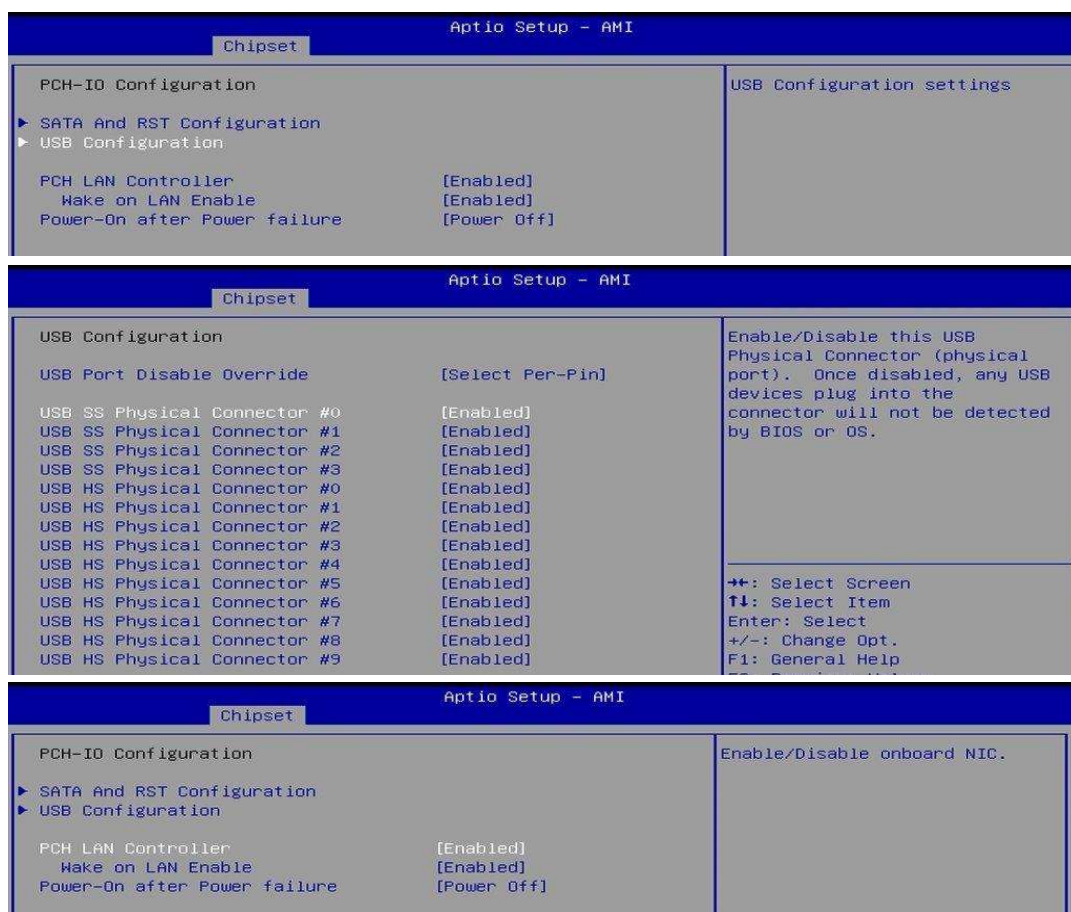 Aptio Setup - AMI
Chipset
PCH-IO Configuration
USB Configuration settings
► SATA And RST Configuration
► USB Configuration
PCH LAN Controller [Enabled]
Wake on LAN Enable [Enabled]
Power-On after Power failure [Power Off]
Aptio Setup - AMI
Chipset
USB Configuration
USB Port Disable Override [Select Per-Pin]
USB SS Physical Connector #0 [Enabled]
USB SS Physical Connector #1 [Enabled]
USB SS Physical Connector #2 [Enabled]
USB SS Physical Connector #3 [Enabled]
USB HS Physical Connector #0 [Enabled]
USB HS Physical Connector #1 [Enabled]
USB HS Physical Connector #2 [Enabled]
USB HS Physical Connector #3 [Enabled]
USB HS Physical Connector #4 [Enabled]
USB HS Physical Connector #5 [Enabled]
USB HS Physical Connector #6 [Enabled]
USB HS Physical Connector #7 [Enabled]
USB HS Physical Connector #8 [Enabled]
USB HS Physical Connector #9 [Enabled]
Enable/Disable this USB
Physical Connector (physical
port). Once disabled, any USB
devices plug into the
connector will not be detected
by BIOS or OS.
→←: Select Screen
↑↓: Select Item
Enter: Select
+/-: Change Opt.
F1: General Help
Aptio Setup - AMI
Chipset
PCH-IO Configuration
Enable/Disable onboard NIC.
► SATA And RST Configuration
► USB Configuration
PCH LAN Controller [Enabled]
Wake on LAN Enable [Enabled]
Power-On after Power failure [Power Off]